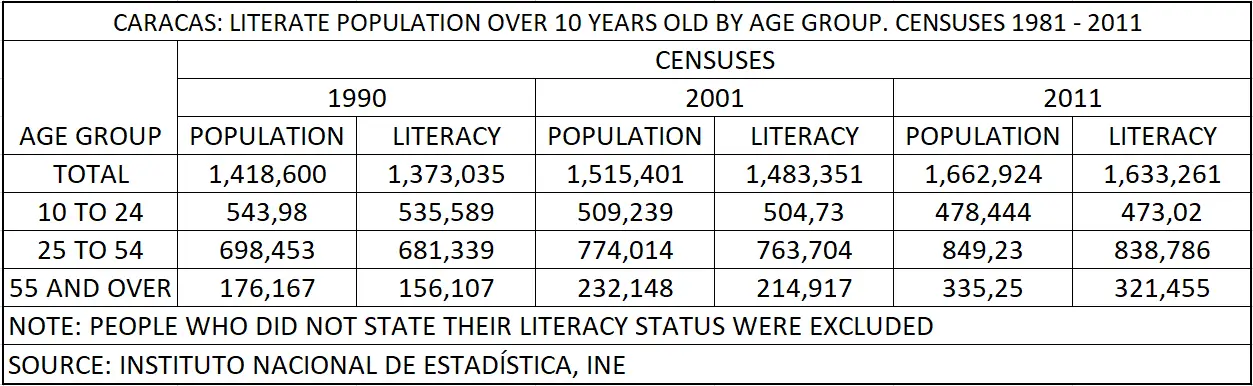 CARACAS: LITERATE POPULATION OVER 10 YEARS OLD BY AGE GROUP. CENSUSES 1981 - 2011
CENSUSES
1990 2001 2011
AGE GROUP POPULATION LITERACY POPULATION LITERACY POPULATION LITERACY
TOTAL 1,418,600 1,373,035 1,515,401 1,483,351 1,662,924 1,633,261
10 TO 24 543,98 535,589 509,239 504,73 478,444 473,02
25 TO 54 698,453 681,339 774,014 763,704 849,23 838,786
55 AND OVER 176,167 156,107 232,148 214,917 335,25 321,455
NOTE: PEOPLE WHO DID NOT STATE THEIR LITERACY STATUS WERE EXCLUDED
SOURCE: INSTITUTO NACIONAL DE ESTADÍSTICA, INE